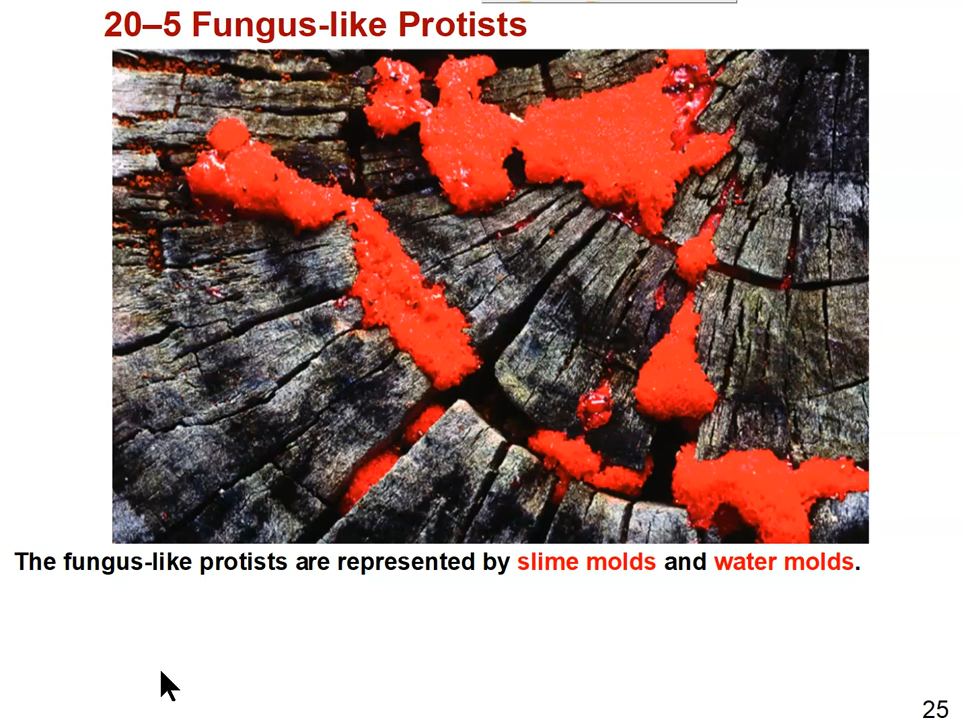 20–5 Fungus-like Protists
The fungus-like protists are represented by slime molds and water molds.
25